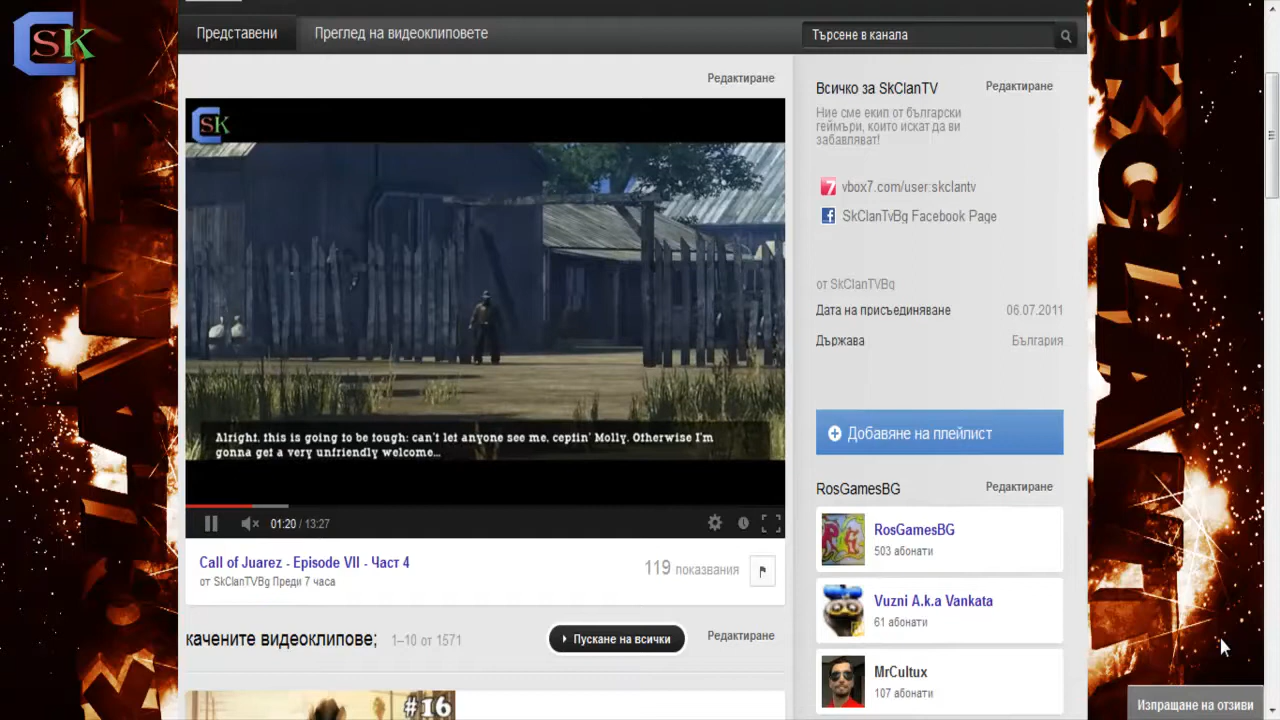 SK
Представени
Преглед на видеоклиповете
Търсене в канала
Редактиране
SK
Alright, this is going to be tough: can't let anyone see me, ceptin' Molly. Otherwise I'm
gonna get a very unfriendly welcome...
01:20 / 13:27
Call of Juarez - Episode VII - Част 4
от SkClanTVBg Преди 7 часа
119 показвания
качените видеоклипове;
1–10 от 1571
Пускане на всички
Редактиране
#16
Всичко за SkClanTV
Редактиране
Ние сме екип от български
геймъри, които искат да ви
забавляват!
7 vbox7.com/user:skclantv
f SkClanTvBg Facebook Page
от SkClanTVBg
Дата на присъединяване
06.07.2011
Държава
България
Добавяне на плейлист
RosGamesBG
Редактиране
RosGamesBG
503 абонати
Vuzni A.k.a Vankata
61 абонати
MrCultux
107 абонати
Изпращане на отзиви